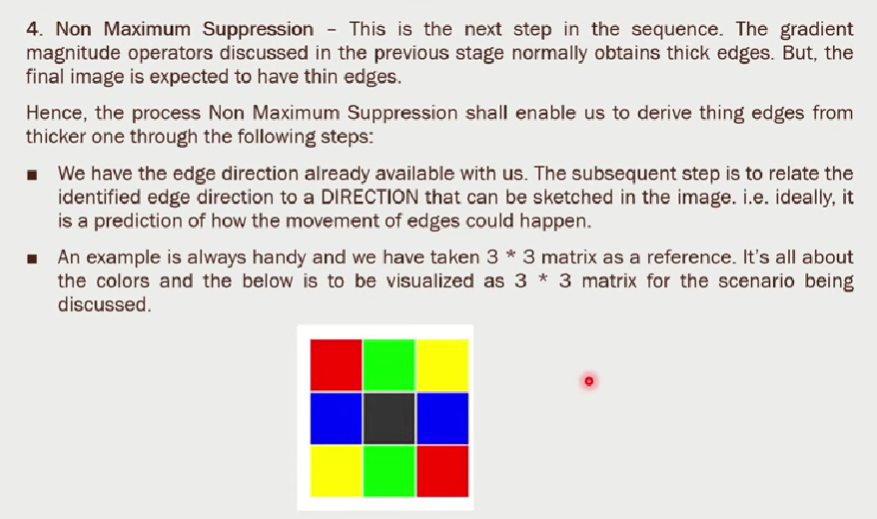 4. Non Maximum Suppression – This is the next step in the sequence. The gradient
magnitude operators discussed in the previous stage normally obtains thick edges. But, the
final image is expected to have thin edges.
Hence, the process Non Maximum Suppression shall enable us to derive thing edges from
thicker one through the following steps:
▪ We have the edge direction already available with us. The subsequent step is to relate the
identified edge direction to a DIRECTION that can be sketched in the image. i.e. ideally, it
is a prediction of how the movement of edges could happen.
▪ An example is always handy and we have taken 3 * 3 matrix as a reference. It's all about
the colors and the below is to be visualized as 3 * 3 matrix for the scenario being
discussed.